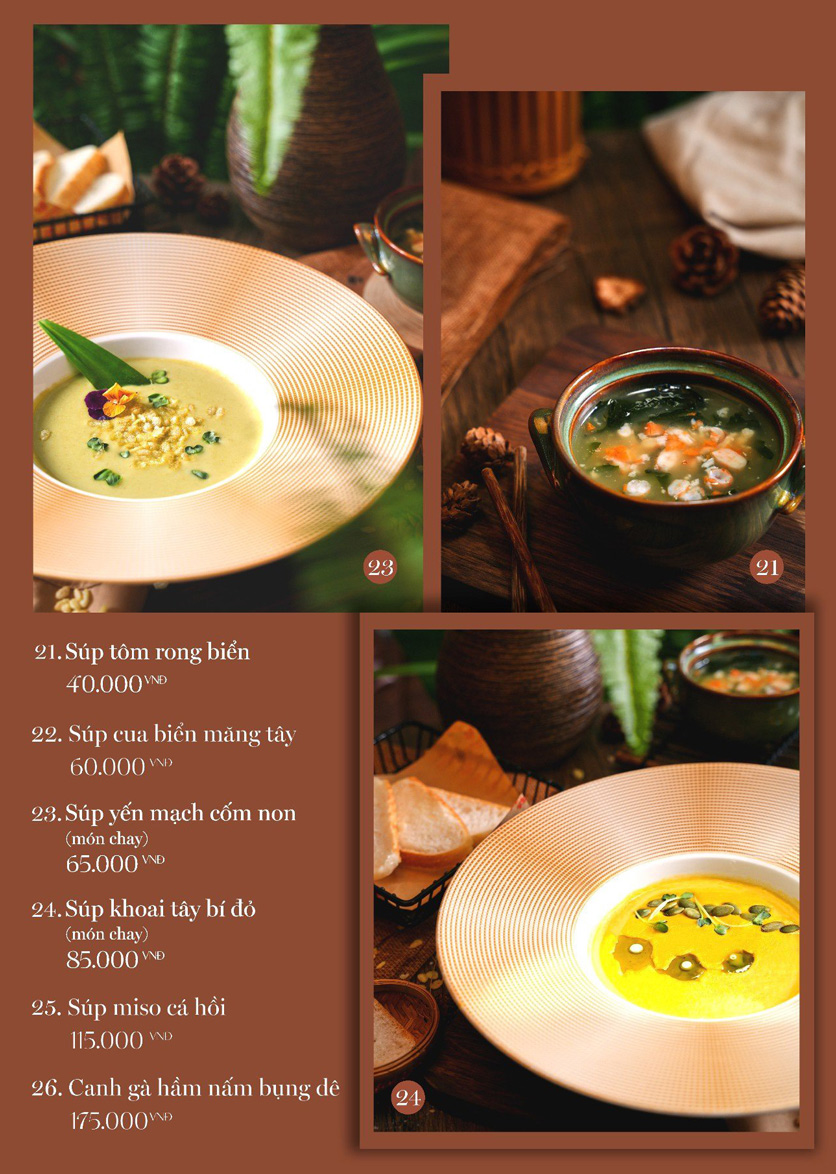 23
21
21. Súp tôm rong biển
40.000 VNĐ
22. Súp cua biển măng tây
60.000 VNĐ
23. Súp yến mạch cốm non
(món chay)
65.000 VNĐ
24. Súp khoai tây bí đỏ
(món chay)
85.000 VNĐ
25. Súp miso cá hồi
115.000 VNĐ
26. Canh gà hầm nấm bụng dê
175.000 VNĐ
24